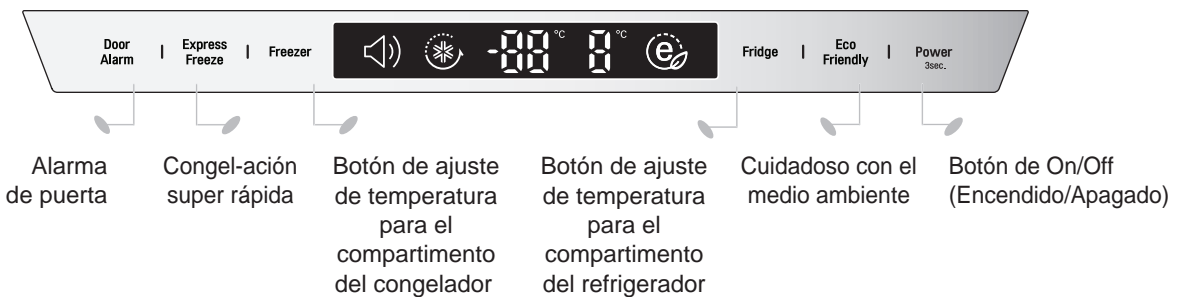 Door
Alarm
Express
Freeze
Freezer
-88 °C
8 °C
e
Fridge
Eco
Friendly
Power
3sec.
Alarma
de puerta
Congel-ación
super rápida
Botón de ajuste
de temperatura
para el
compartimento
del congelador
Botón de ajuste
de temperatura
para el
compartimento
del refrigerador
Cuidadoso con el
medio ambiente
Botón de On/Off
(Encendido/Apagado)